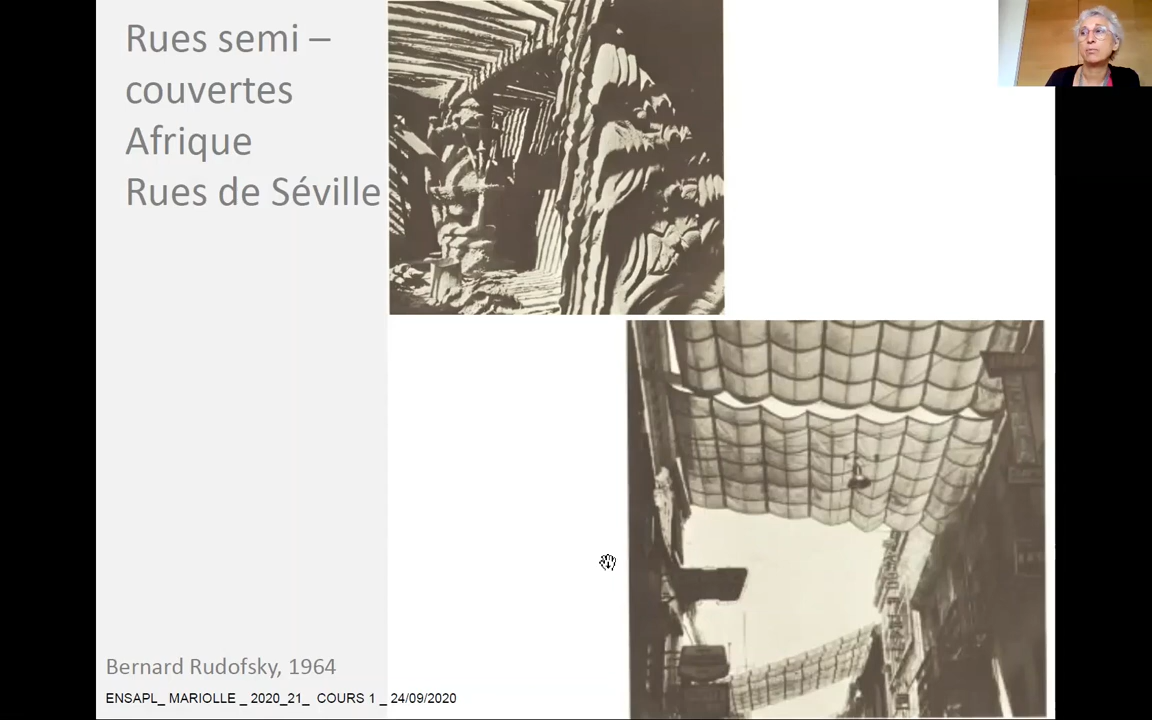 Rues semi –
couvertes
Afrique
Rues de Séville
Bernard Rudofsky, 1964
ENSAPL_ MARIOLLE _ 2020_21_ COURS 1 _ 24/09/2020